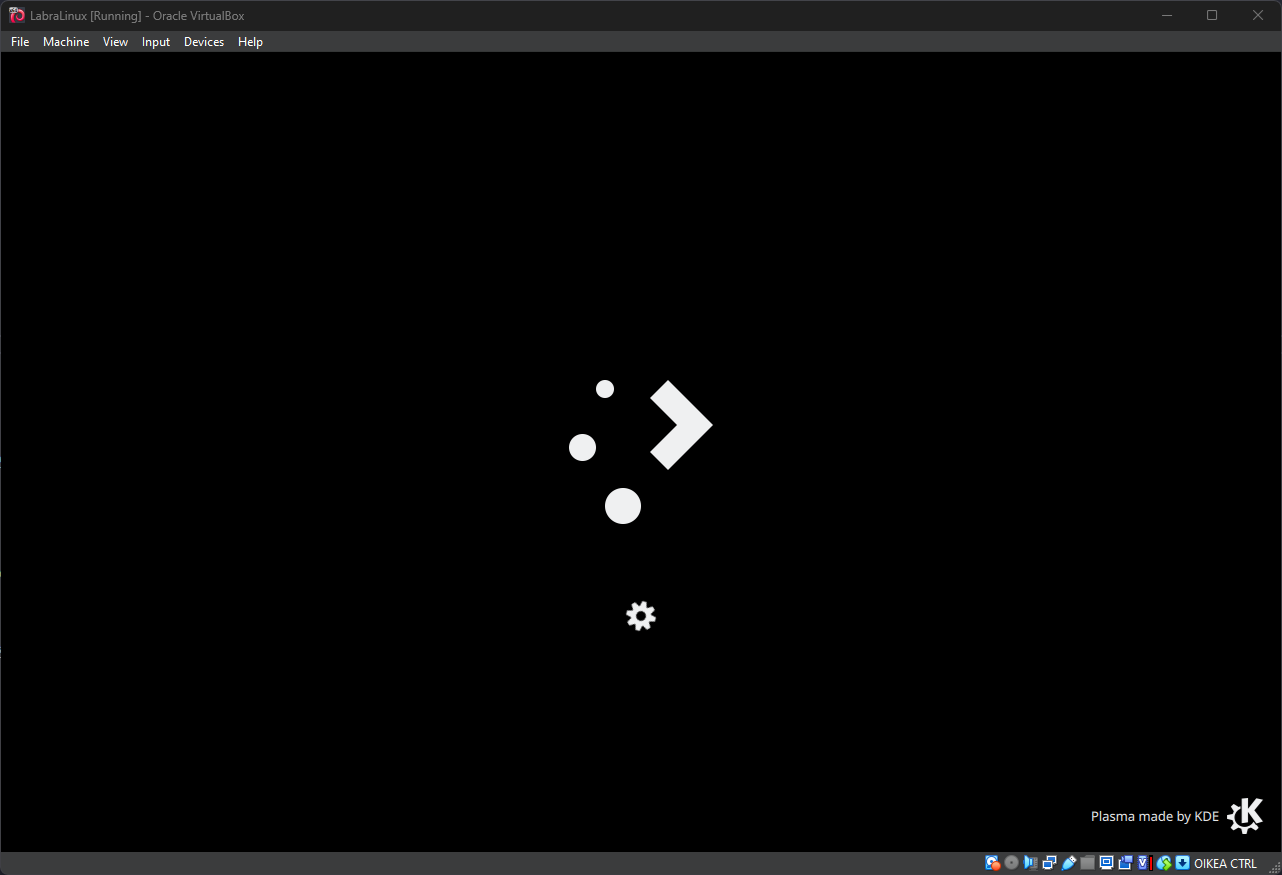 LabraLinux [Running] - Oracle VirtualBox
File Machine View Input Devices Help
Plasma made by KDE
OIKEA CTRL